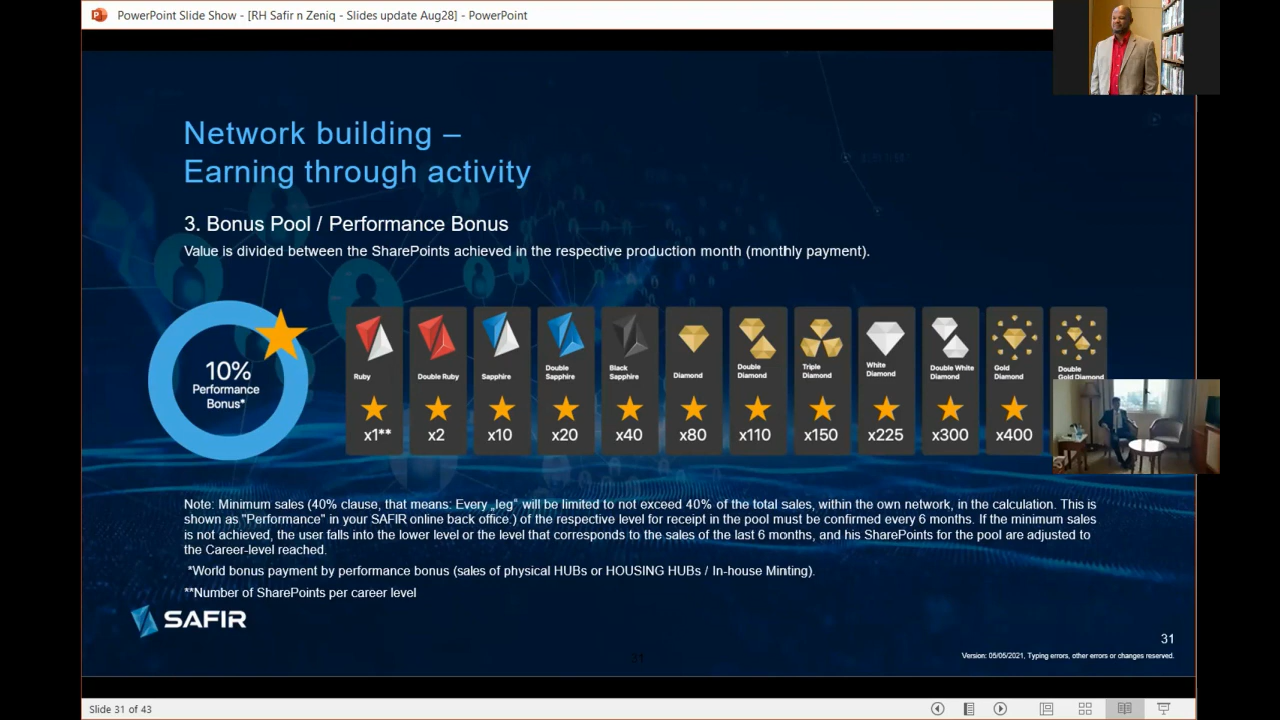 PowerPoint Slide Show - [RH Safir n Zeniq - Slides update Aug28] - PowerPoint
Network building –
Earning through activity
3. Bonus Pool / Performance Bonus
Value is divided between the SharePoints achieved in the respective production month (monthly payment).
10%
Performance
Bonus*
Ruby
x1**
Double Ruby
x2
Sapphire
x10
Double
Sapphire
x20
Black
Sapphire
x40
Diamond
x80
Double
Diamond
x110
Triple
Diamond
x150
White
Diamond
x225
Double White
Diamond
x300
Gold
Diamond
x400
Double
Gold Diamond
Note: Minimum sales (40% clause, that means: Every „leg" will be limited to not exceed 40% of the total sales, within the own network, in the calculation. This is
shown as "Performance" in your SAFIR online back office.) of the respective level for receipt in the pool must be confirmed every 6 months. If the minimum sales
is not achieved, the user falls into the lower level or the level that corresponds to the sales of the last 6 months, and his SharePoints for the pool are adjusted to
the Career-level reached.
*World bonus payment by performance bonus (sales of physical HUBs or HOUSING HUBs / In-house Minting).
**Number of SharePoints per career level
SAFIR
31
31
Version: 05/05/2021, Typing errors, other errors or changes reserved.
Slide 31 of 43